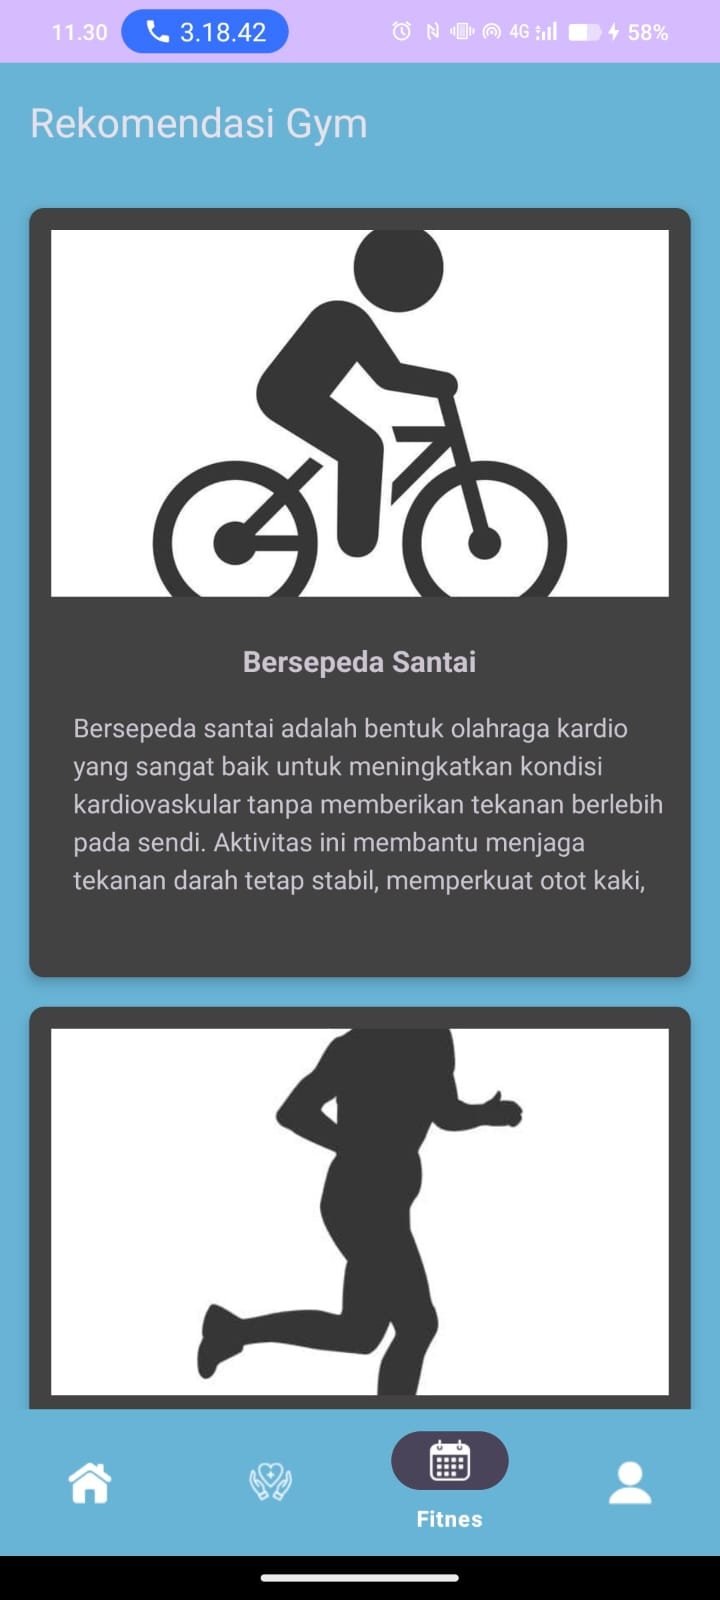 11.30 3.18.42 4G 58%
Rekomendasi Gym
Bersepeda Santai
Bersepeda santai adalah bentuk olahraga kardio
yang sangat baik untuk meningkatkan kondisi
kardiovaskular tanpa memberikan tekanan berlebih
pada sendi. Aktivitas ini membantu menjaga
tekanan darah tetap stabil, memperkuat otot kaki,
Fitnes